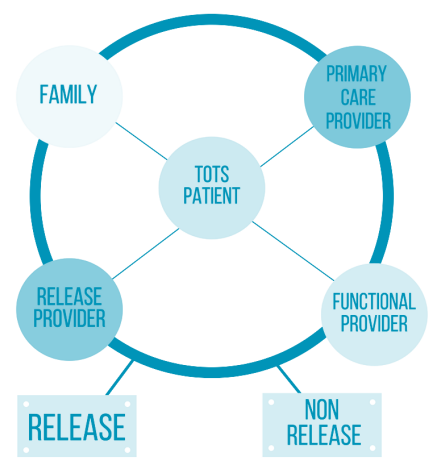 FAMILY
PRIMARY
CARE
PROVIDER
TOTS
PATIENT
RELEASE
PROVIDER
FUNCTIONAL
PROVIDER
RELEASE
NON
RELEASE